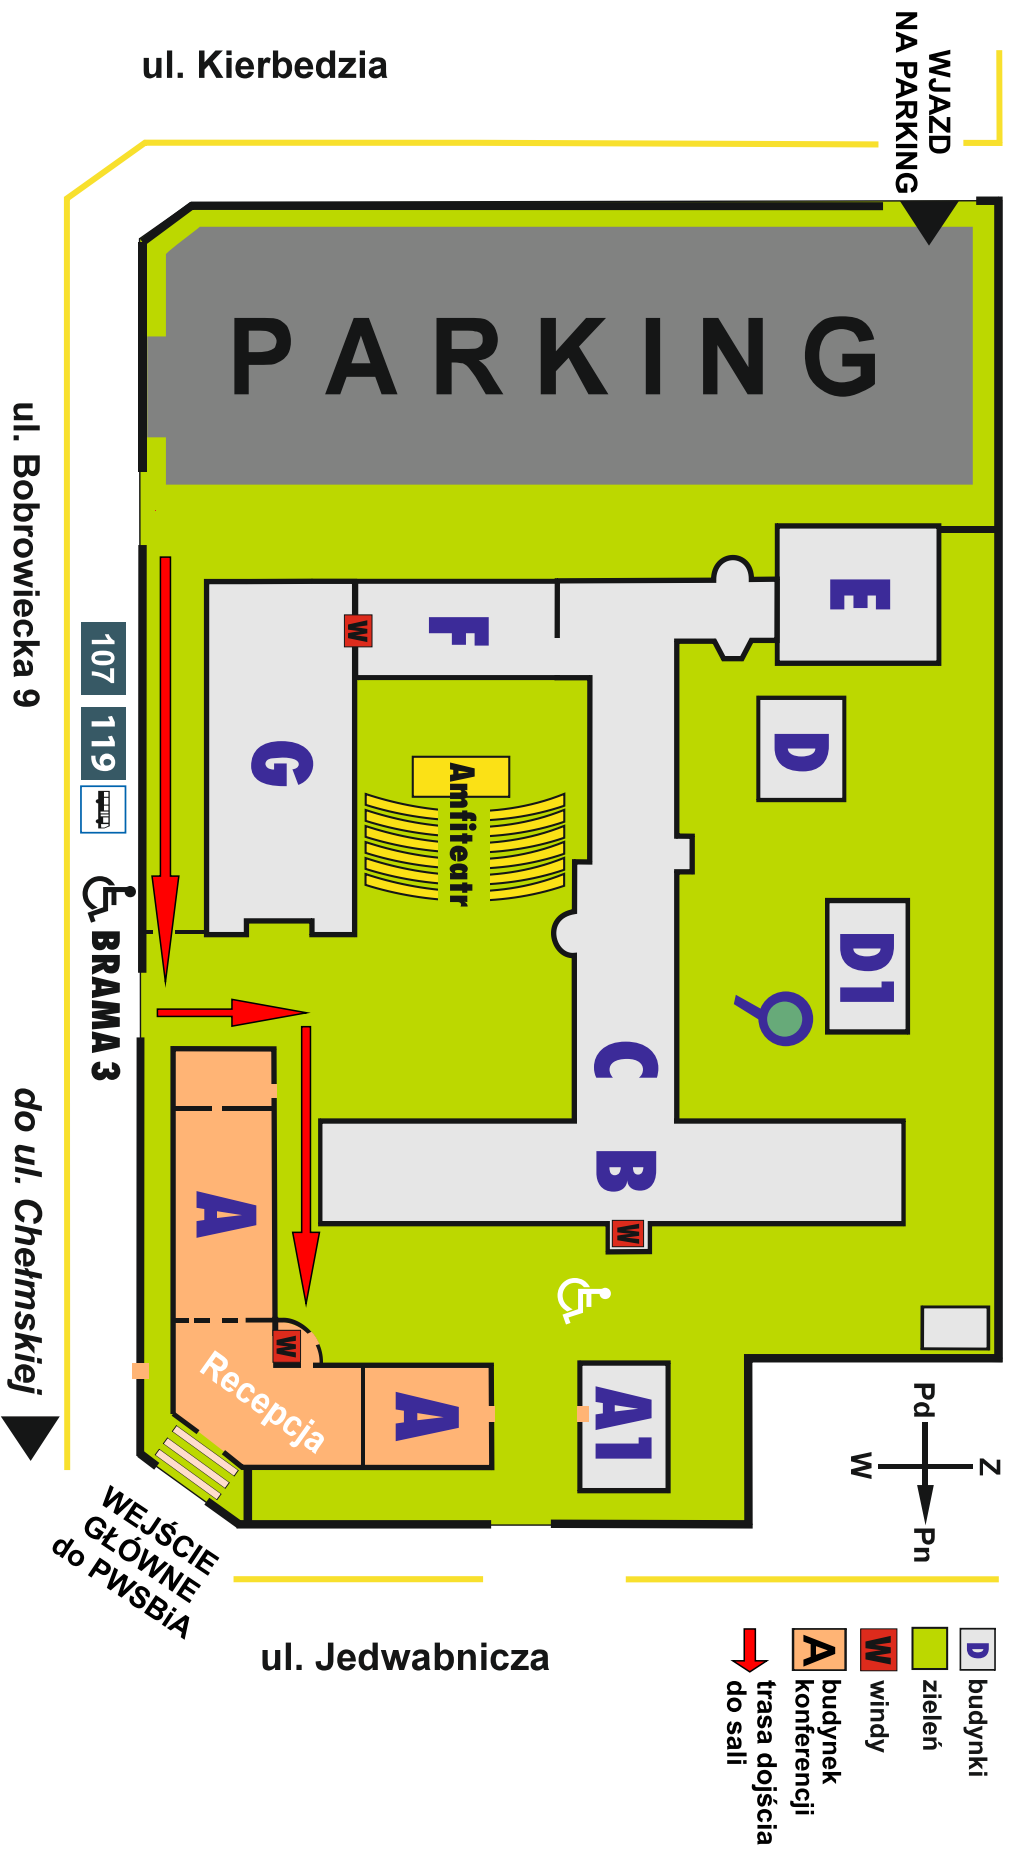 ul. Kierbedzia
WJAZD
NA PARKING
PARKING
ul. Bobrowiecka 9
107
119
BRAMA 3
do ul. Chełmskiej
E
F
W
G
D
Amfiteatr
D1
C
B
W
A
W
Recepcja
A
A1
Pd
W
Z
Pn
WEJŚCIE
GŁÓWNE
do PWSBiA
ul. Jedwabnicza
D
budynki
zieleń
W
windy
A
budynek
konferencji
trasa dojścia
do sali